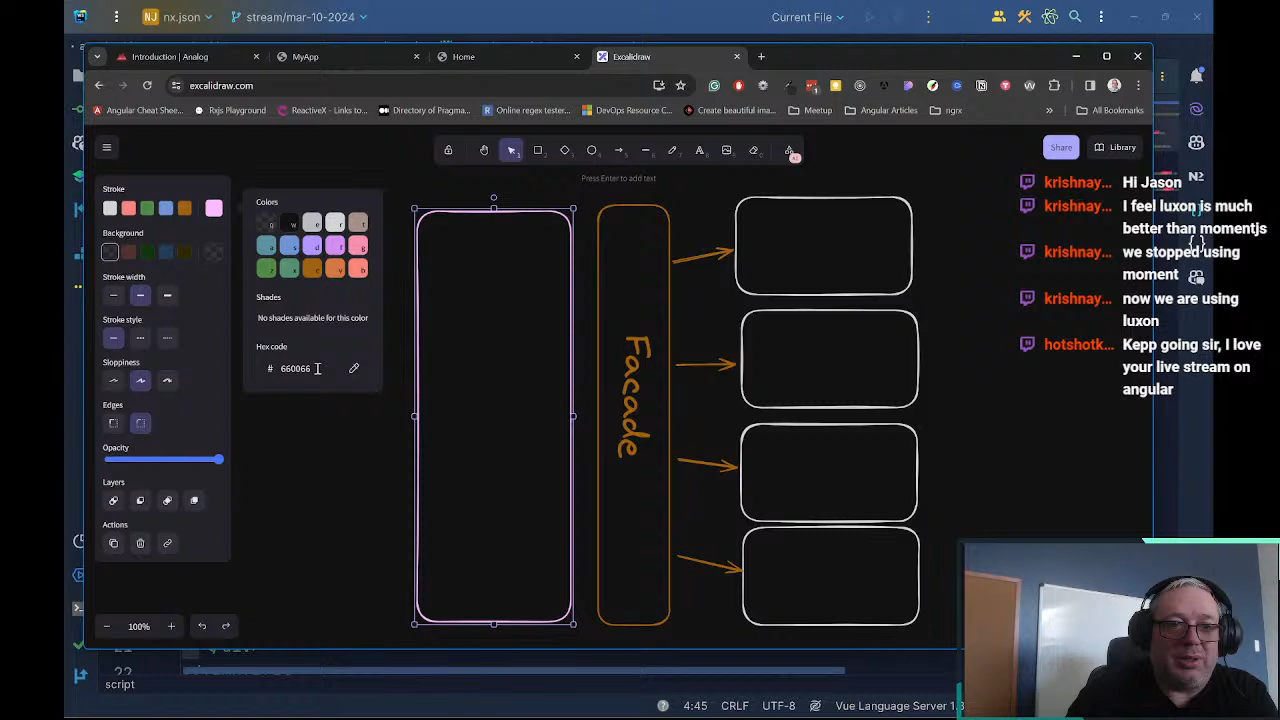 NJ nx.json
stream/mar-10-2024
Current File
Introduction | Analog
MyApp
Home
Excalidraw
excalidraw.com
Angular Cheat Shee...
Rxjs Playground
ReactiveX - Links to...
Directory of Pragma...
Online regex tester...
DevOps Resource C...
Create beautiful ima...
Meetup
Angular Articles
ngrx
All Bookmarks
Share
Library
Press Enter to add text
Stroke
Background
Stroke width
Stroke style
Sloppiness
Edges
Opacity
Layers
Actions
Colors
q w e r t
a s d f g
z x c v b
Shades
No shades available for this color
Hex code
# 660066
Facade
krishnay... Hi Jason
krishnay... I feel luxon is much
better than momentjs
krishnay... we stopped using
moment
krishnay... now we are using
luxon
hotshotk... Kepp going sir, I love
your live stream on
angular
N2
100%
22
script
4:45 CRLF UTF-8 Vue Language Server 1.8